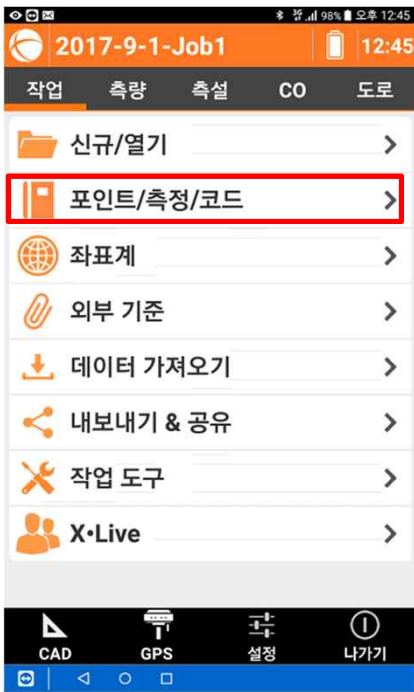 98% 오후 12:45
2017-9-1-Job1 12:45
작업 측량 측설 CO 도로
신규/열기
포인트/측정/코드
좌표계
외부 기준
데이터 가져오기
내보내기 & 공유
작업 도구
X•Live
CAD GPS 설정 나가기